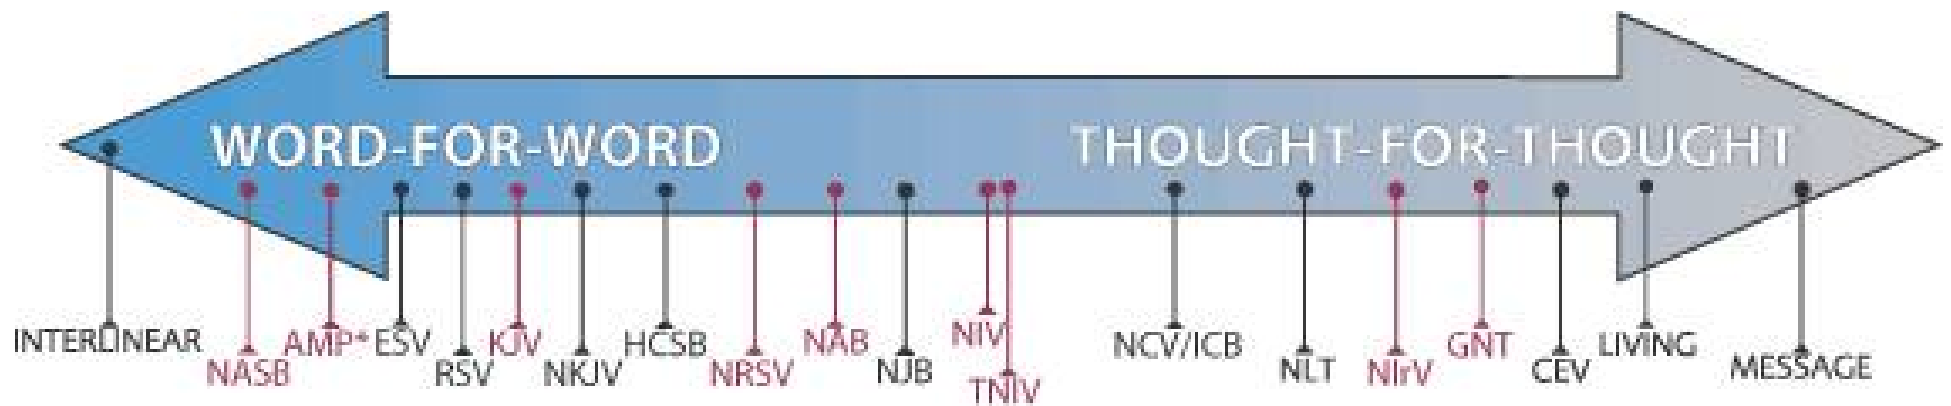 WORD-FOR-WORD THOUGHT-FOR-THOUGHT
INTERLINEAR NASB AMP* ESV RSV KJV NKJV HCSB NRSV NAB NJB NIV TNIV NCV/ICB NLT NIrV GNT CEV LIVING MESSAGE